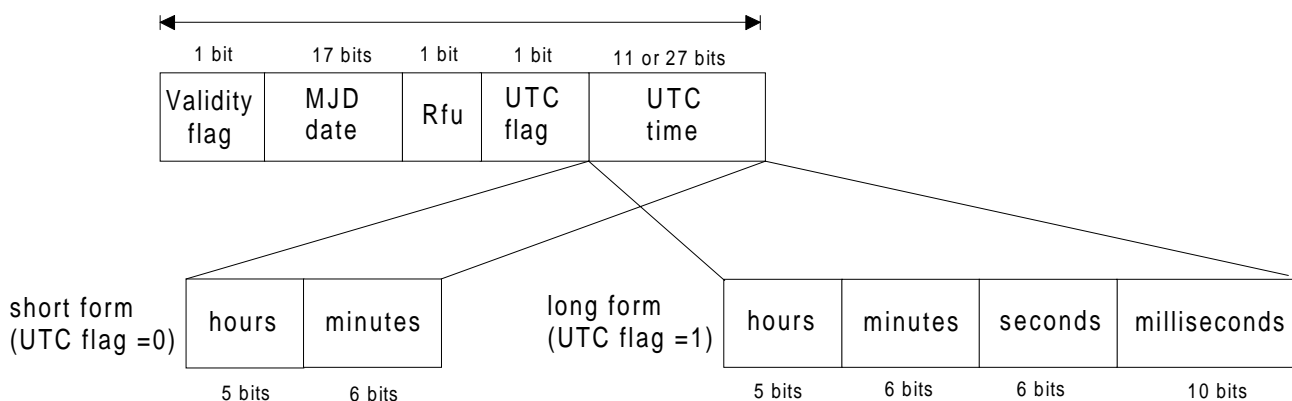 1 bit 17 bits 1 bit 1 bit 11 or 27 bits
Validity flag MJD date Rfu UTC flag UTC time
short form (UTC flag =0) hours minutes
5 bits 6 bits
long form (UTC flag =1) hours minutes seconds milliseconds
5 bits 6 bits 6 bits 10 bits